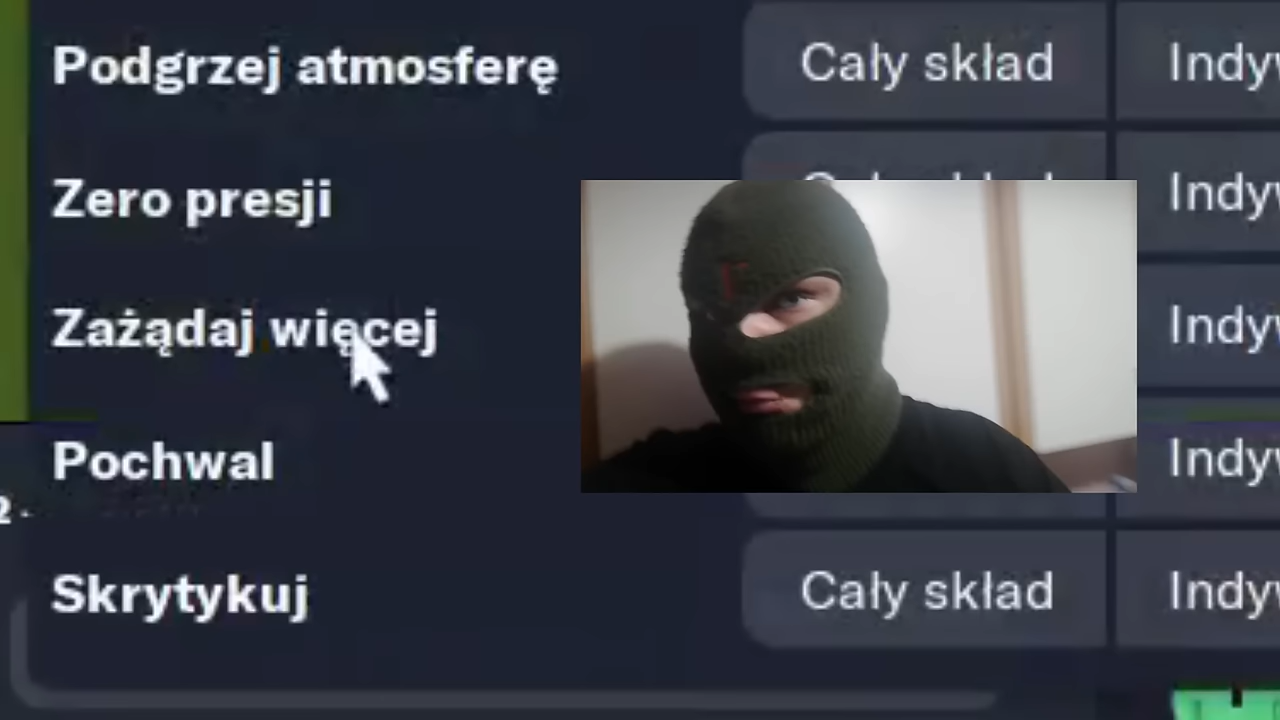 Podgrzej atmosferę Cały skład
Zero presji
Zażądaj więcej
Pochwal
Skrytykuj Cały skład